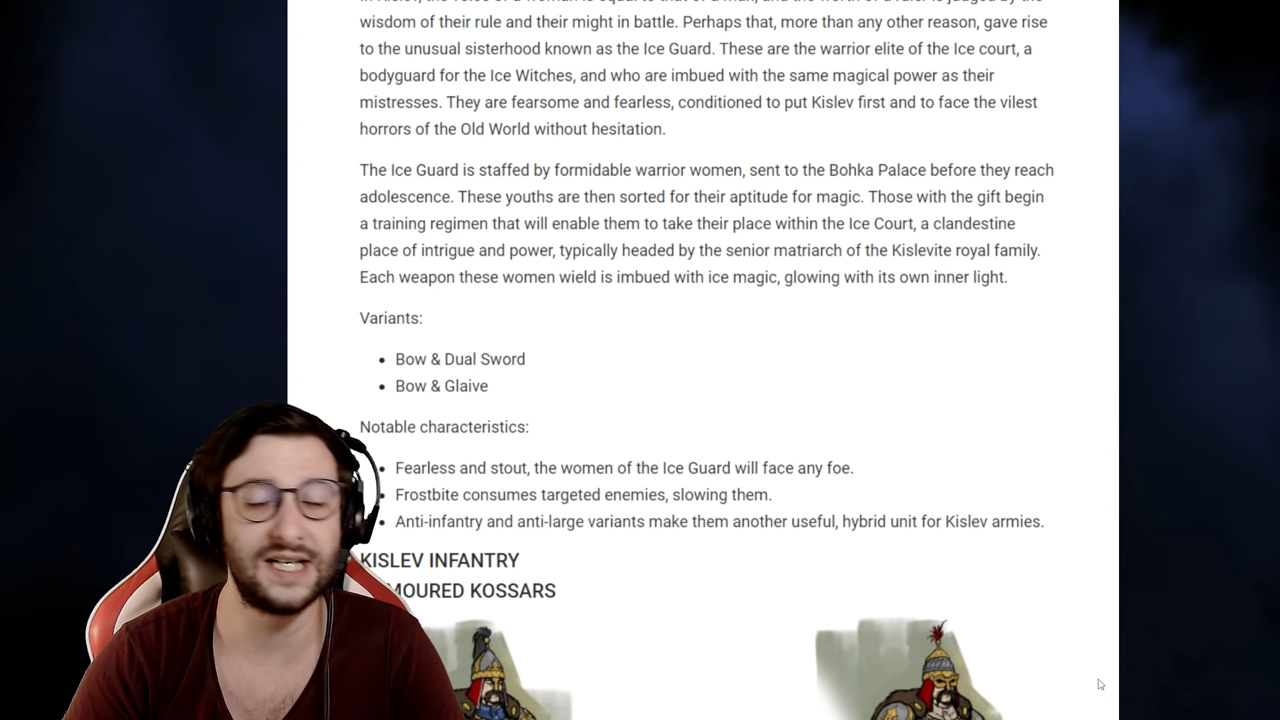 wisdom of their rule and their might in battle. Perhaps that, more than any other reason, gave rise
to the unusual sisterhood known as the Ice Guard. These are the warrior elite of the Ice court, a
bodyguard for the Ice Witches, and who are imbued with the same magical power as their
mistresses. They are fearsome and fearless, conditioned to put Kislev first and to face the vilest
horrors of the Old World without hesitation.
The Ice Guard is staffed by formidable warrior women, sent to the Bohka Palace before they reach
adolescence. These youths are then sorted for their aptitude for magic. Those with the gift begin
a training regimen that will enable them to take their place within the Ice Court, a clandestine
place of intrigue and power, typically headed by the senior matriarch of the Kislevite royal family.
Each weapon these women wield is imbued with ice magic, glowing with its own inner light.
Variants:
• Bow & Dual Sword
• Bow & Glaive
Notable characteristics:
• Fearless and stout, the women of the Ice Guard will face any foe.
• Frostbite consumes targeted enemies, slowing them.
• Anti-infantry and anti-large variants make them another useful, hybrid unit for Kislev armies.
KISLEV INFANTRY
MOURED KOSSARS